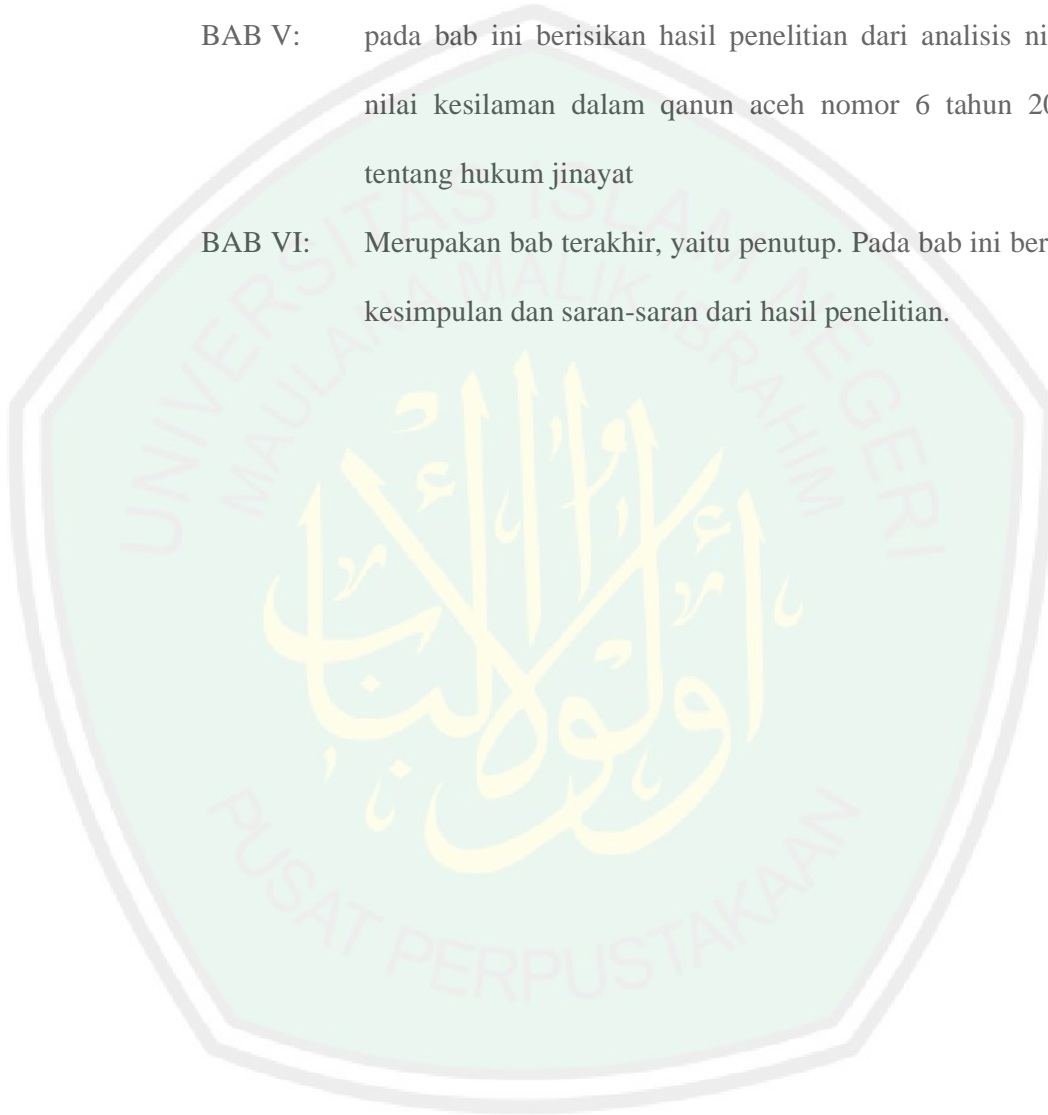 BAB V: pada bab ini berisikan hasil penelitian dari analisis ni
nilai kesilaman dalam qanun aceh nomor 6 tahun 20
tentang hukum jinayat
BAB VI: Merupakan bab terakhir, yaitu penutup. Pada bab ini ber
kesimpulan dan saran-saran dari hasil penelitian.
UNIVERSITAS ISLAM NEGERI
MAULANA MALIK IBRAHIM
أولو الألباب
PUSAT PERPUSTAKAAN